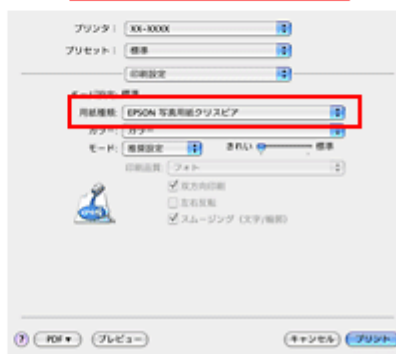 プリンタ： XX-XXXX
プリセット： 標準
印刷設定
用紙種類： EPSON 写真用紙クリスピア
カラー： カラー
モード： 推奨設定 きれい 標準
印刷品質： フォト
双方向印刷
左右反転
スムージング（文字/輪郭）
EPSON
? PDF プレビュー キャンセル プリント